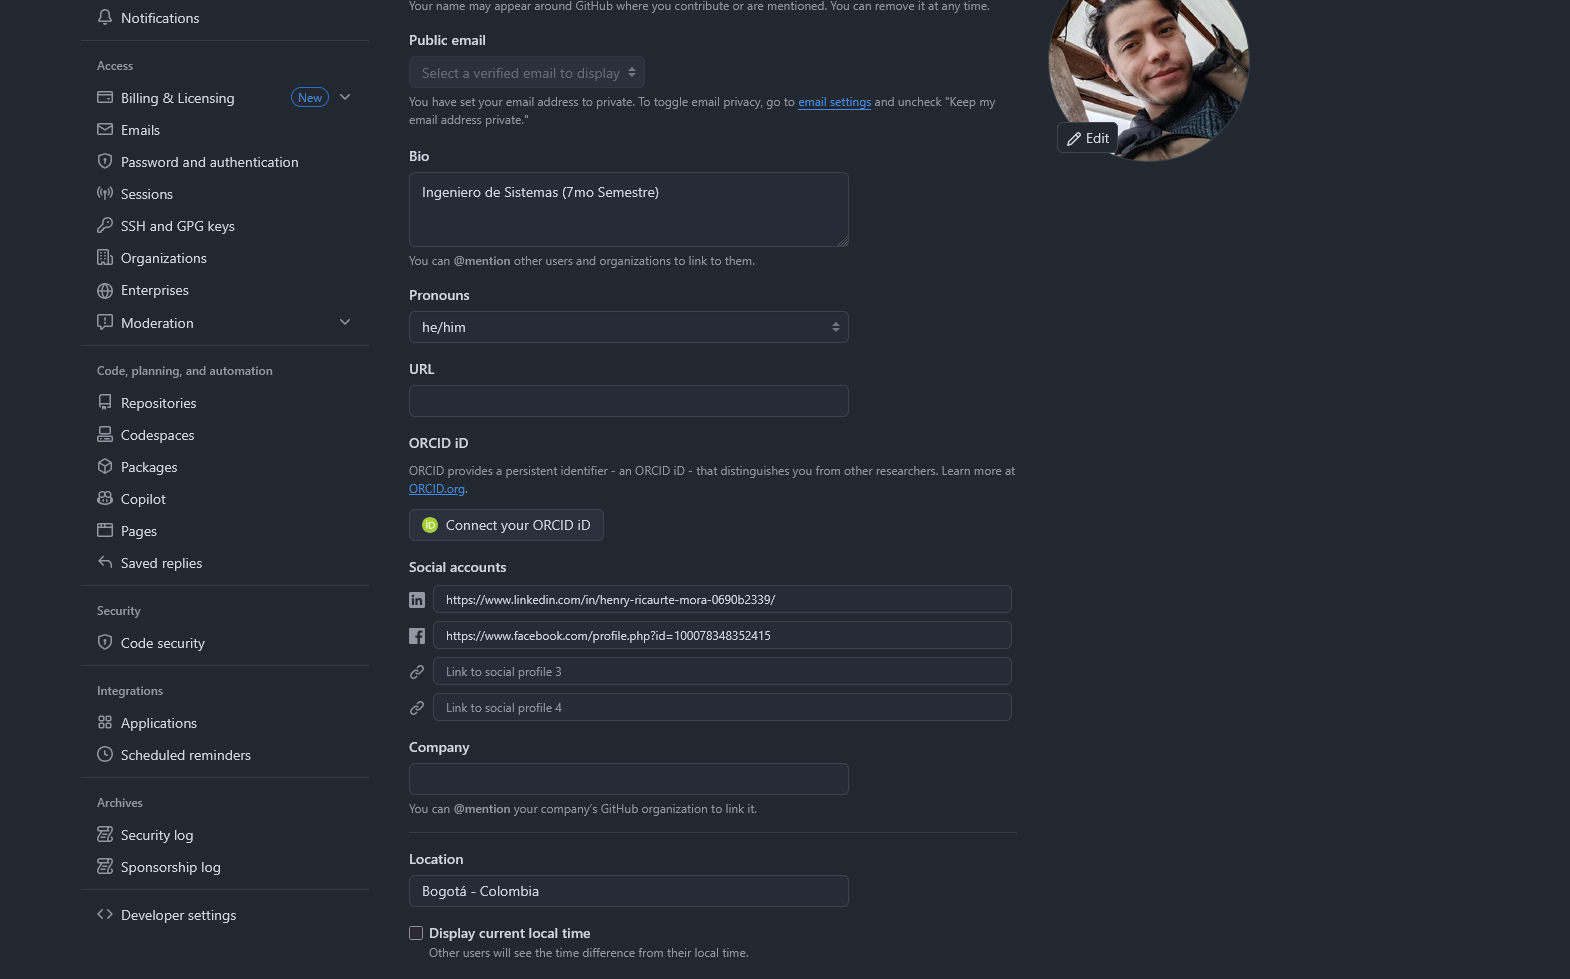 Notifications
Access
Billing & Licensing
New
Emails
Password and authentication
Sessions
SSH and GPG keys
Organizations
Enterprises
Moderation
Code, planning, and automation
Repositories
Codespaces
Packages
Copilot
Pages
Saved replies
Security
Code security
Integrations
Applications
Scheduled reminders
Archives
Security log
Sponsorship log
Developer settings
Your name may appear around GitHub where you contribute or are mentioned. You can remove it at any time.
Public email
Select a verified email to display
You have set your email address to private. To toggle email privacy, go to email settings and uncheck "Keep my
email address private."
Bio
Ingeniero de Sistemas (7mo Semestre)
You can @mention other users and organizations to link to them.
Pronouns
he/him
URL
ORCID iD
ORCID provides a persistent identifier - an ORCID iD - that distinguishes you from other researchers. Learn more at
ORCID.org.
iD Connect your ORCID iD
Social accounts
in https://www.linkedin.com/in/henry-ricaurte-mora-0690b2339/
f https://www.facebook.com/profile.php?id=100078348352415
Link to social profile 3
Link to social profile 4
Company
You can @mention your company's GitHub organization to link it.
Location
Bogotá - Colombia
Display current local time
Other users will see the time difference from their local time.
Edit